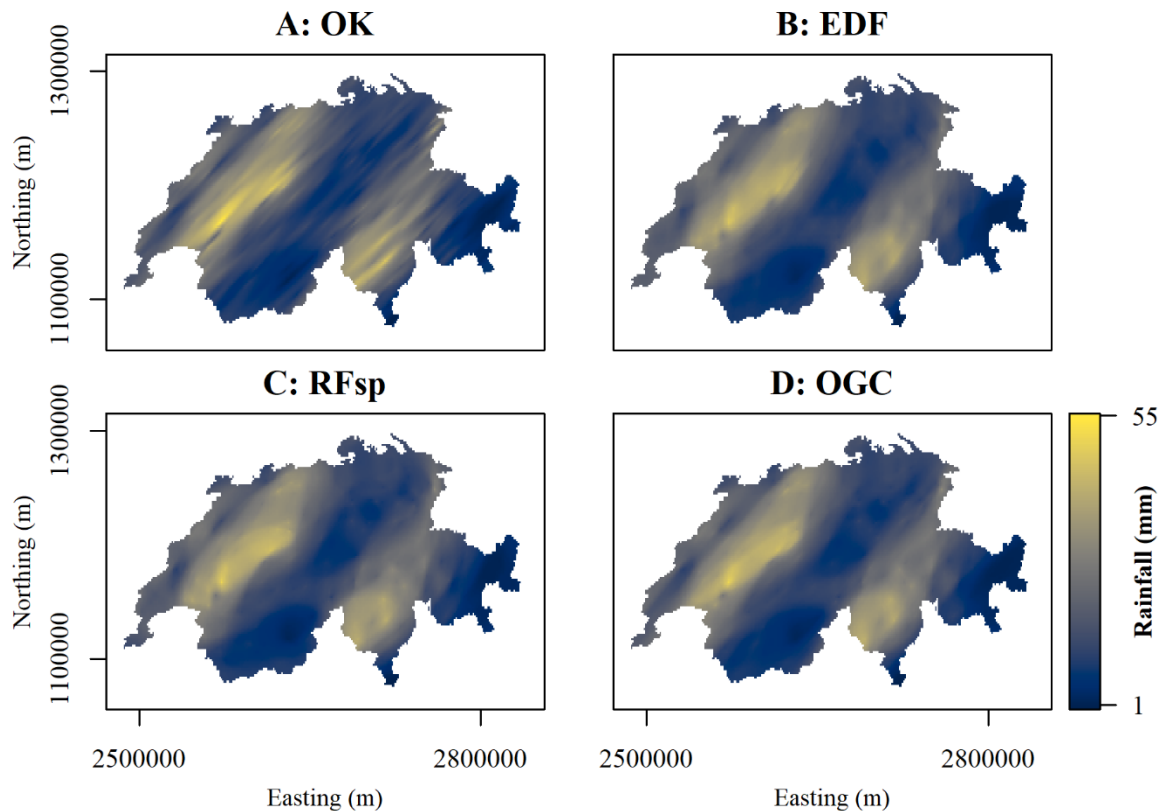 A: OK
B: EDF
1300000
1100000
Northing (m)
C: RFsp
D: OGC
1300000
1100000
Northing (m)
55
1
Rainfall (mm)
2500000
2800000
2500000
2800000
Easting (m)
Easting (m)